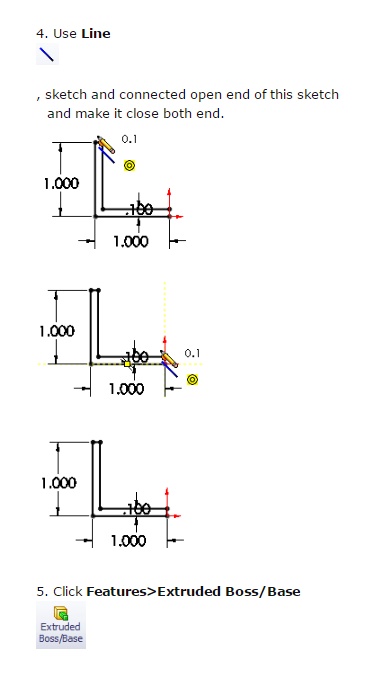 4. Use Line
, sketch and connected open end of this sketch
and make it close both end.
0.1
1.000
.100
1.000
1.000
.100
0.1
1.000
1.000
.100
1.000
5. Click Features>Extruded Boss/Base
Extruded
Boss/Base